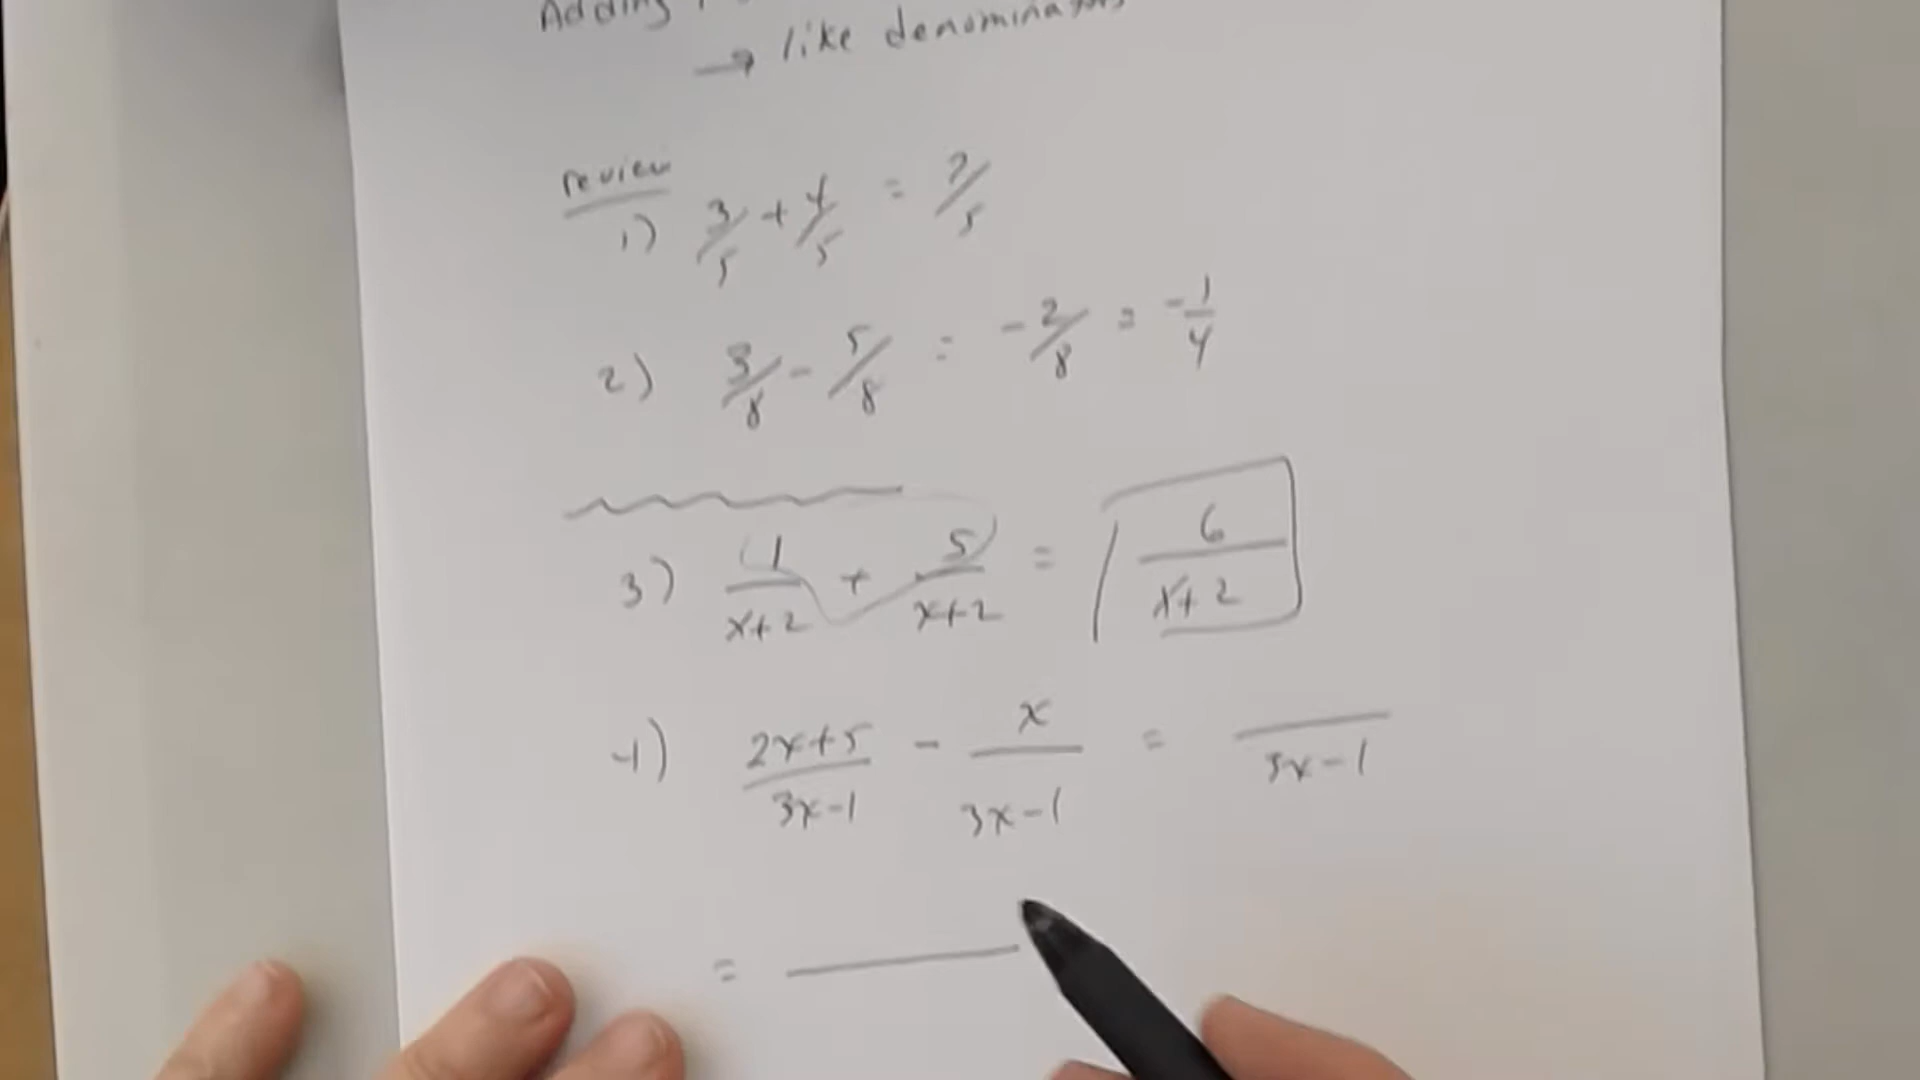 Adding
→ like denominators
review
1) 3/5 + 4/5 = 7/5
2) 3/8 - 5/8 = -2/8 = -1/4
3) 1/(x+2) + 5/(x+2) = 6/(x+2)
4) (2x+5)/(3x-1) - x/(3x-1) = /(3x-1)
=